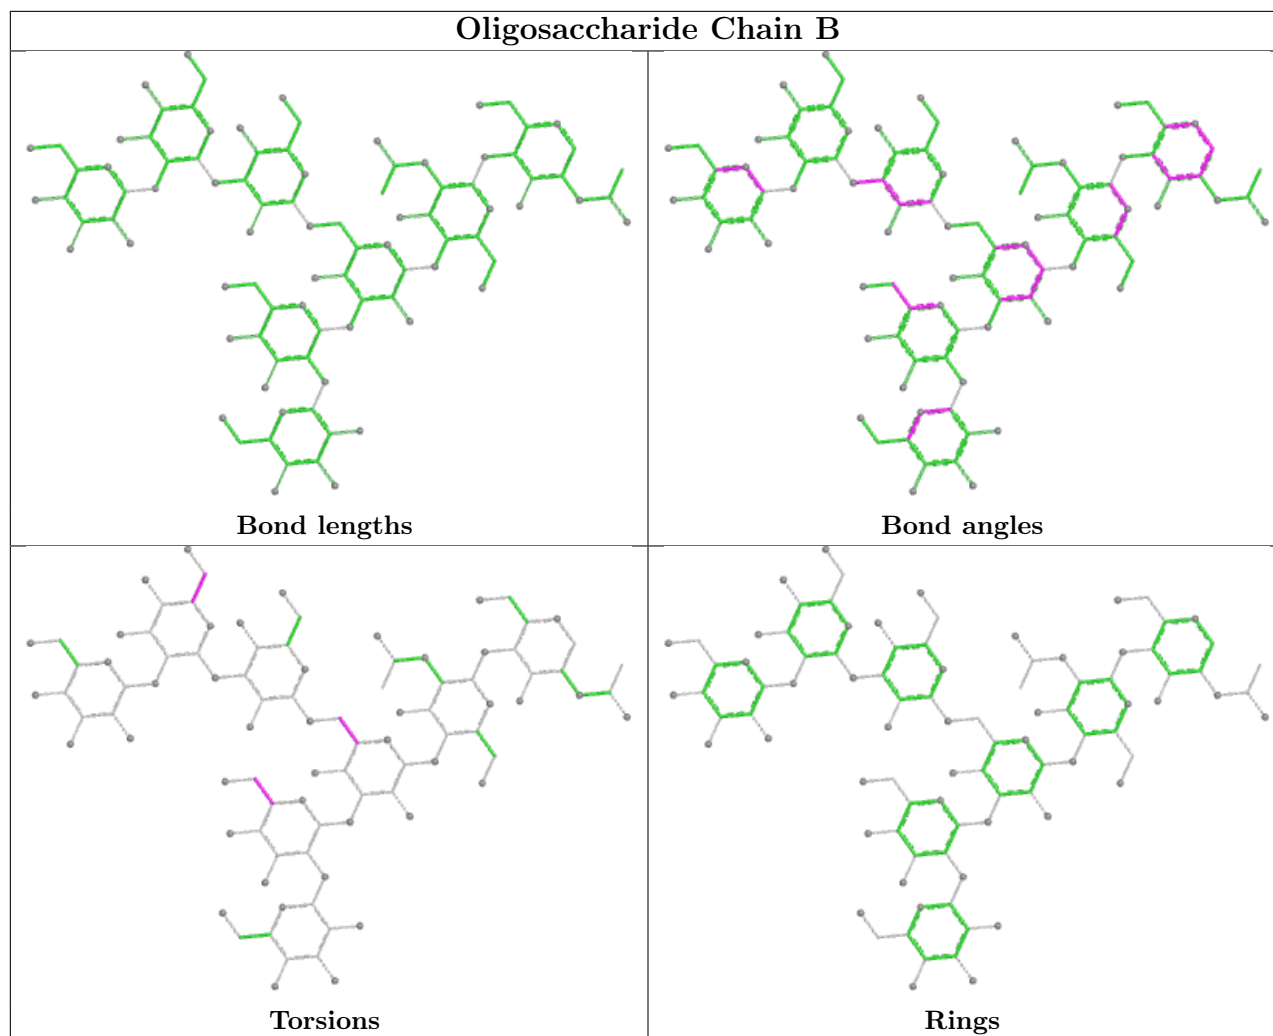 Oligosaccharide Chain B
Bond lengths
Bond angles
Torsions
Rings